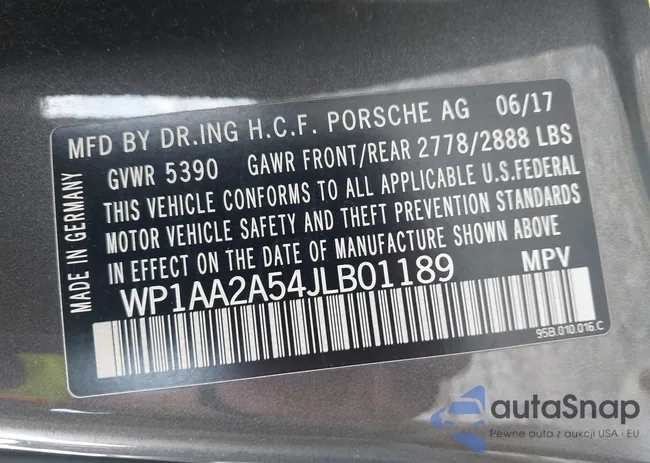 MFD BY DR.ING H.C.F. PORSCHE AG 06/17
GVWR 5390 GAWR FRONT/REAR 2778/2888 LBS
THIS VEHICLE CONFORMS TO ALL APPLICABLE U.S.FEDERAL
MOTOR VEHICLE SAFETY AND THEFT PREVENTION STANDARDS
IN EFFECT ON THE DATE OF MANUFACTURE SHOWN ABOVE
WP1AA2A54JLB01189 MPV
MADE IN GERMANY
95B.010.016.C
autaSnap
Pewne auta z aukcji USA i EU